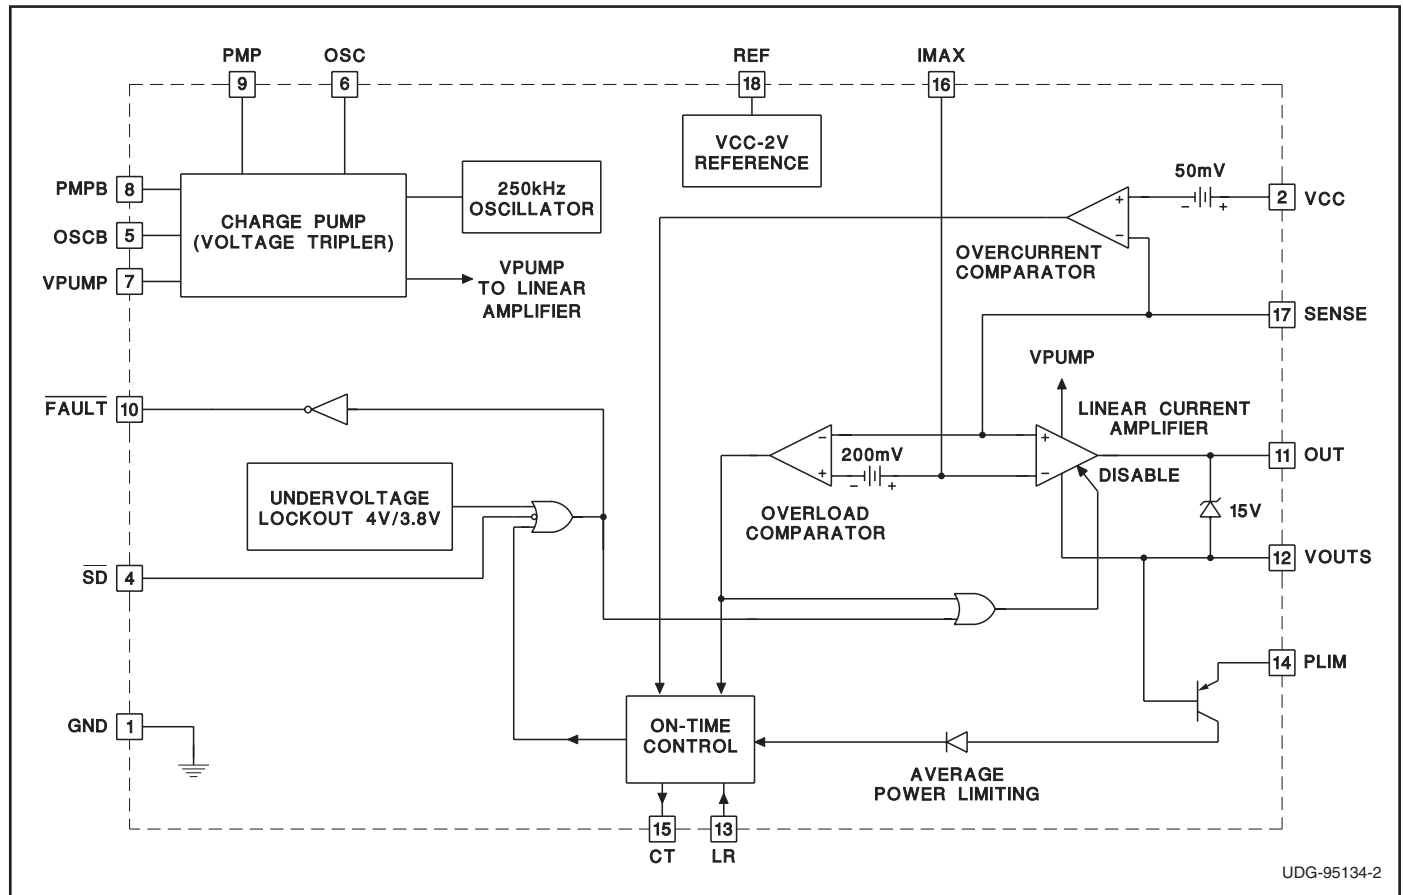 PMP
OSC
REF
IMAX
9
6
18
16
VCC-2V
REFERENCE
50mV
PMPB
8
250kHz
OSCILLATOR
+
−
+
2
VCC
CHARGE PUMP
(VOLTAGE TRIPLER)
OSCB
5
−
OVERCURRENT
COMPARATOR
VPUMP
7
VPUMP
TO LINEAR
AMPLIFIER
17
SENSE
VPUMP
FAULT
10
LINEAR CURRENT
AMPLIFIER
−
+
200mV
+
−
+
−
11
OUT
DISABLE
UNDERVOLTAGE
LOCKOUT 4V/3.8V
15V
OVERLOAD
COMPARATOR
12
VOUTS
SD
4
14
PLIM
GND
1
ON-TIME
CONTROL
AVERAGE
POWER LIMITING
15
13
CT
LR
UDG-95134-2